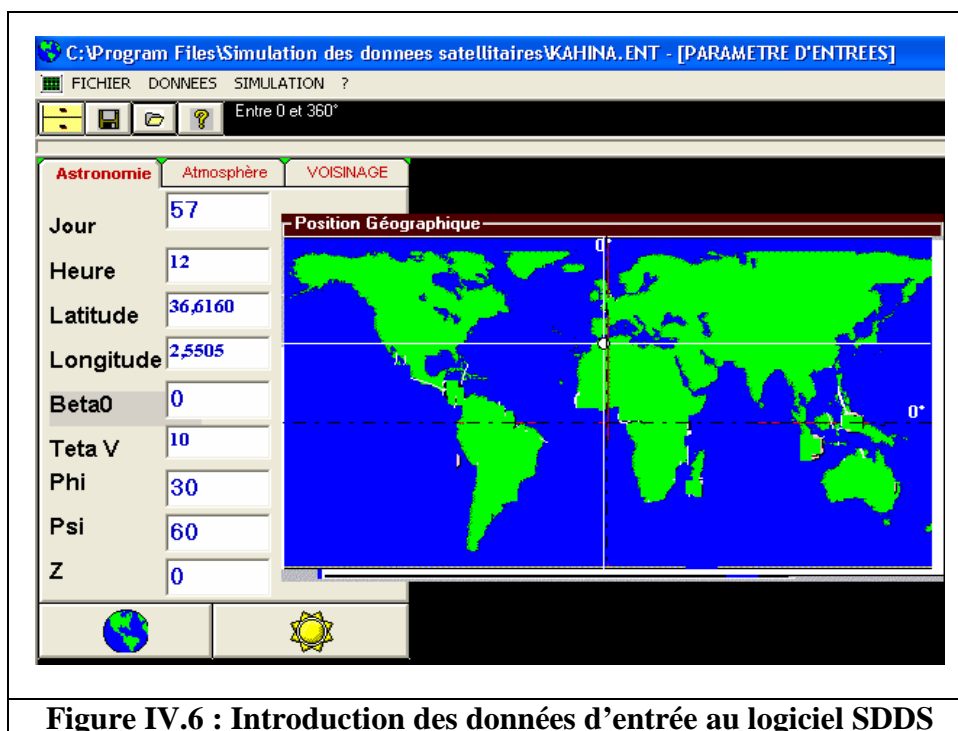 C:\Program Files\Simulation des donnees satellitaires\KAHINA.ENT - [PARAMETRE D'ENTREES]
FICHIER DONNEES SIMULATION ?
Entre 0 et 360°
Astronomie Atmosphère VOISINAGE
Jour 57
Heure 12
Latitude 36,6160
Longitude 2,5505
Beta0 0
Teta V 10
Phi 30
Psi 60
Z 0
Position Géographique
0°
0°
Figure IV.6 : Introduction des données d'entrée au logiciel SDDS